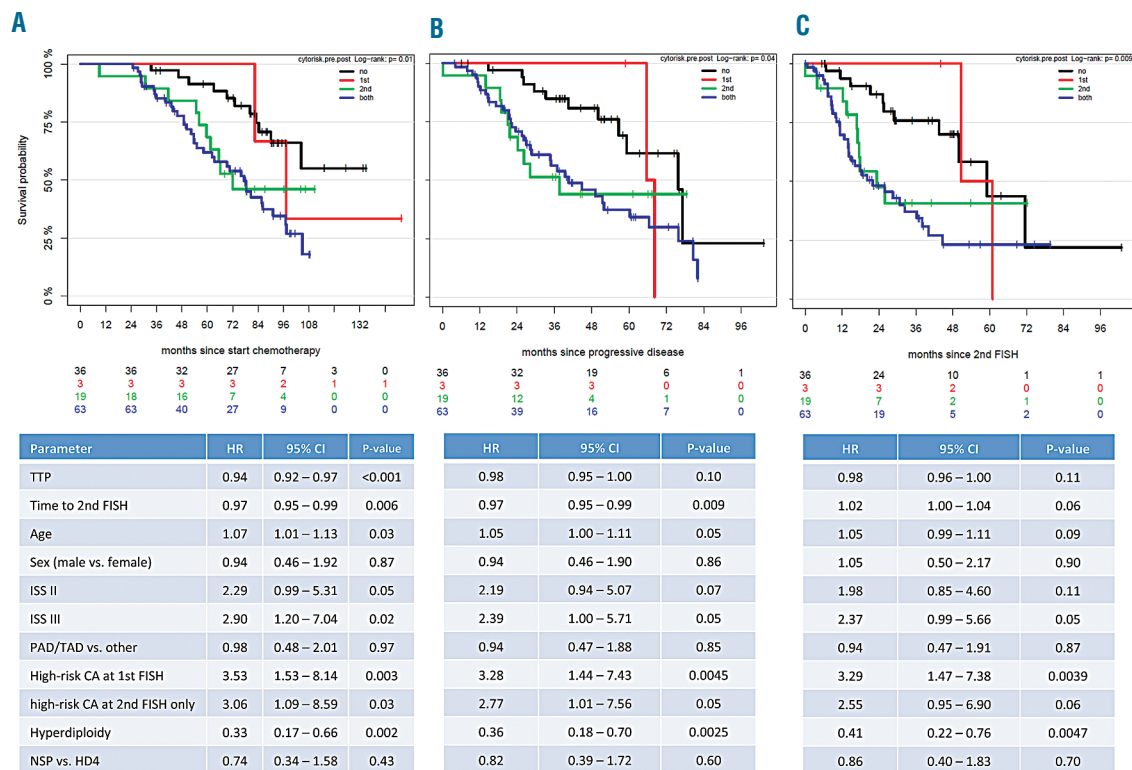 A
B
C
cytorisk.pre.post Log-rank: p= 0.01
no
1st
2nd
both
Survival probability
100 %
75 %
50 %
25 %
0 %
0 12 24 36 48 60 72 84 96 108 132
months since start chemotherapy
36 36 32 27 7 3 0
3 3 3 3 2 1 1
19 18 16 7 4 0 0
63 63 40 27 9 0 0
cytorisk.pre.post Log-rank: p= 0.04
no
1st
2nd
both
0 12 24 36 48 60 72 84 96
months since progressive disease
36 32 19 6 1
3 3 3 0 0
19 12 4 1 0
63 39 16 7 0
cytorisk.pre.post Log-rank: p= 0.009
no
1st
2nd
both
0 12 24 36 48 60 72 84 96
months since 2nd FISH
36 24 10 1 1
3 3 2 0 0
19 7 2 1 0
63 19 5 2 0
Parameter HR 95% CI P-value HR 95% CI P-value HR 95% CI P-value
TTP 0.94 0.92 – 0.97 <0.001 0.98 0.95 – 1.00 0.10 0.98 0.96 – 1.00 0.11
Time to 2nd FISH 0.97 0.95 – 0.99 0.006 0.97 0.95 – 0.99 0.009 1.02 1.00 – 1.04 0.06
Age 1.07 1.01 – 1.13 0.03 1.05 1.00 – 1.11 0.05 1.05 0.99 – 1.11 0.09
Sex (male vs. female) 0.94 0.46 – 1.92 0.87 0.94 0.46 – 1.90 0.86 1.05 0.50 – 2.17 0.90
ISS II 2.29 0.99 – 5.31 0.05 2.19 0.94 – 5.07 0.07 1.98 0.85 – 4.60 0.11
ISS III 2.90 1.20 – 7.04 0.02 2.39 1.00 – 5.71 0.05 2.37 0.99 – 5.66 0.05
PAD/TAD vs. other 0.98 0.48 – 2.01 0.97 0.94 0.47 – 1.88 0.85 0.94 0.47 – 1.91 0.87
High-risk CA at 1st FISH 3.53 1.53 – 8.14 0.003 3.28 1.44 – 7.43 0.0045 3.29 1.47 – 7.38 0.0039
high-risk CA at 2nd FISH only 3.06 1.09 – 8.59 0.03 2.77 1.01 – 7.56 0.05 2.55 0.95 – 6.90 0.06
Hyperdiploidy 0.33 0.17 – 0.66 0.002 0.36 0.18 – 0.70 0.0025 0.41 0.22 – 0.76 0.0047
NSP vs. HD4 0.74 0.34 – 1.58 0.43 0.82 0.39 – 1.72 0.60 0.86 0.40 – 1.83 0.70